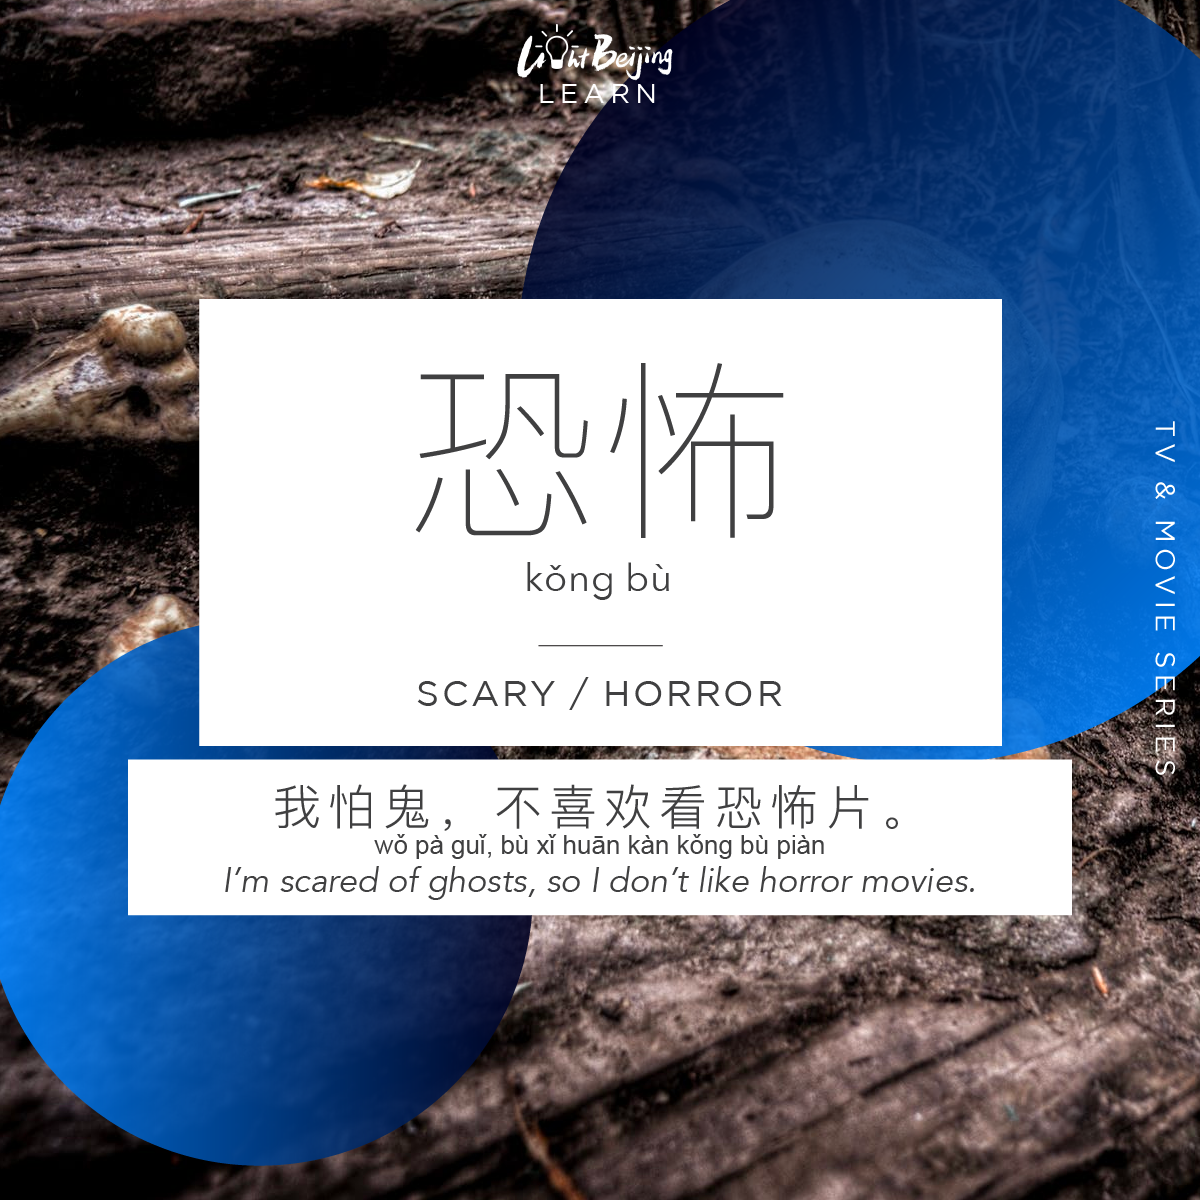 Light Beijing
LEARN
恐怖
kǒng bù
SCARY / HORROR
我怕鬼，不喜欢看恐怖片。
wǒ pà guǐ, bù xǐ huān kàn kǒng bù piàn
I’m scared of ghosts, so I don’t like horror movies.
TV & MOVIE SERIES